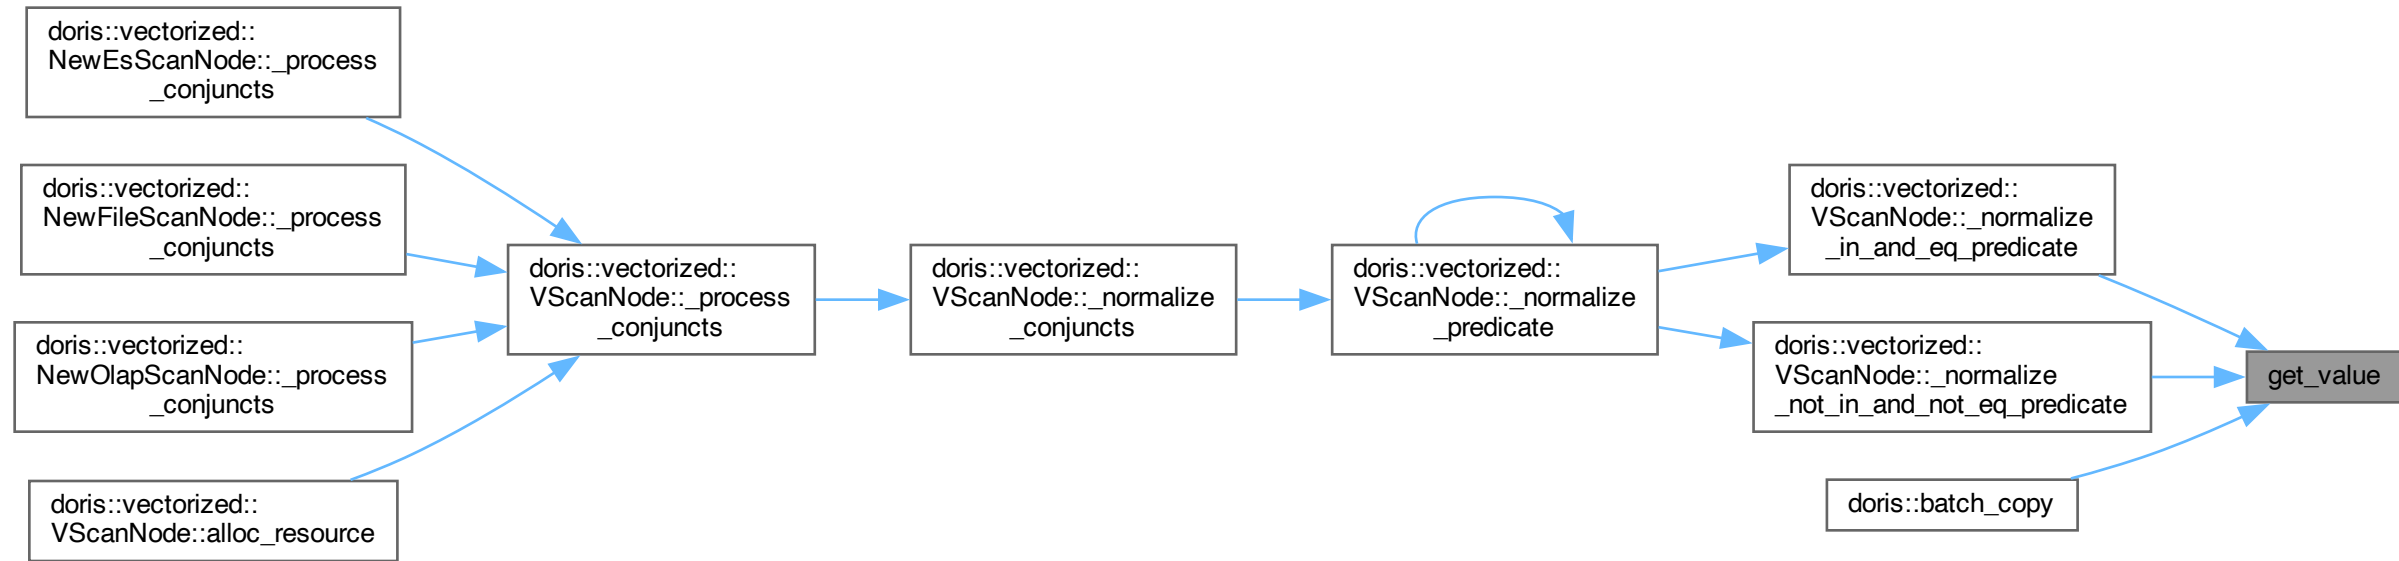 doris::vectorized::
NewEsScanNode::_process
_conjuncts
doris::vectorized::
NewFileScanNode::_process
_conjuncts
doris::vectorized::
NewOlapScanNode::_process
_conjuncts
doris::vectorized::
VScanNode::alloc_resource
doris::vectorized::
VScanNode::_process
_conjuncts
doris::vectorized::
VScanNode::_normalize
_conjuncts
doris::vectorized::
VScanNode::_normalize
_predicate
doris::vectorized::
VScanNode::_normalize
_in_and_eq_predicate
doris::vectorized::
VScanNode::_normalize
_not_in_and_not_eq_predicate
doris::batch_copy
get_value